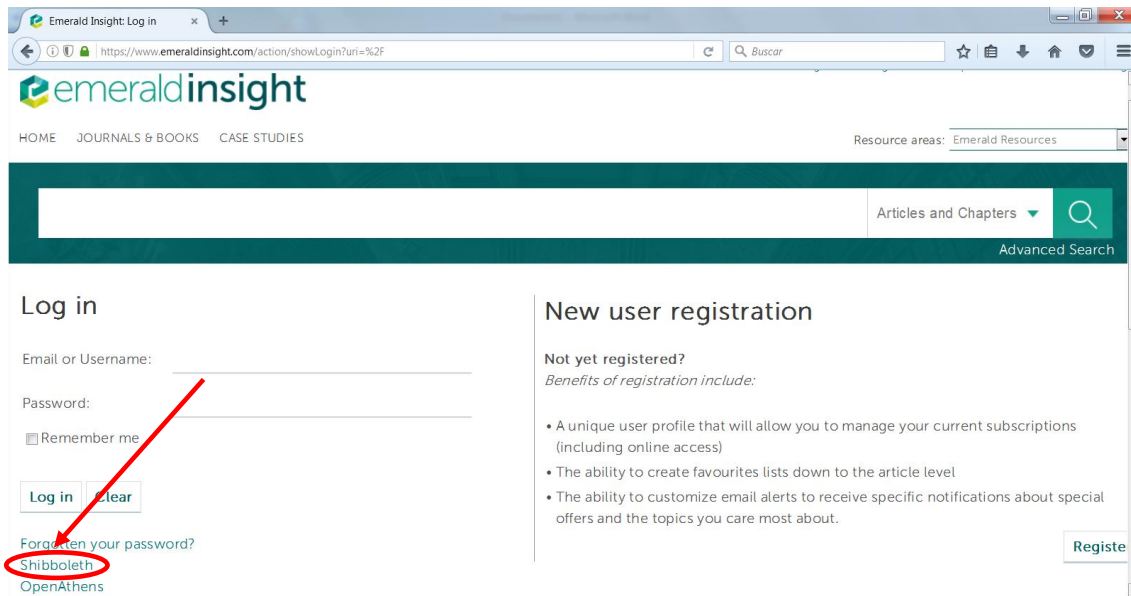 Emerald Insight: Log in
https://www.emeraldinsight.com/action/showLogin?uri=%2F
Buscar
emeraldinsight
HOME JOURNALS & BOOKS CASE STUDIES
Resource areas: Emerald Resources
Articles and Chapters
Advanced Search
Log in
Email or Username:
Password:
Remember me
Log in Clear
Forgotten your password?
Shibboleth
OpenAthens
New user registration
Not yet registered?
Benefits of registration include:
• A unique user profile that will allow you to manage your current subscriptions
(including online access)
• The ability to create favourites lists down to the article level
• The ability to customize email alerts to receive specific notifications about special
offers and the topics you care most about.
Registe